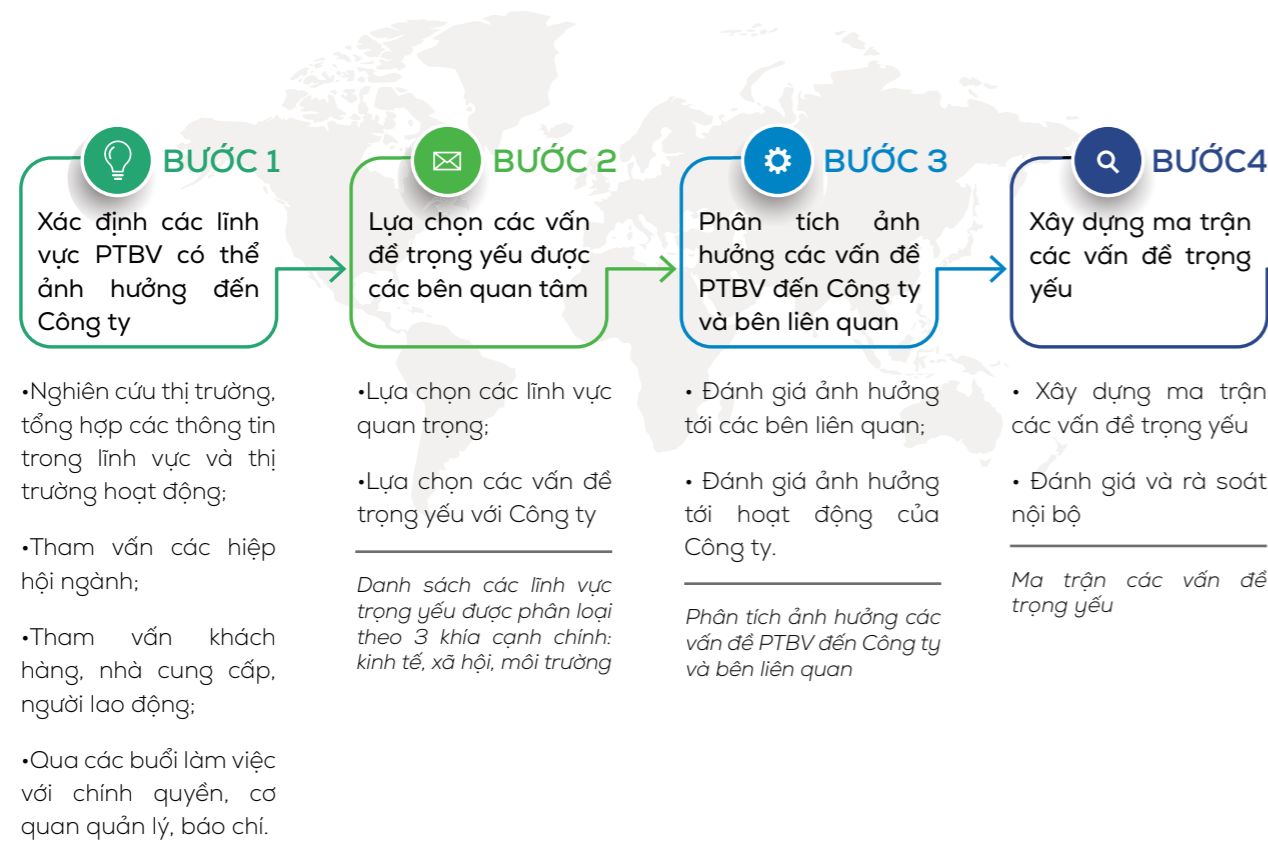 BƯỚC 1
Xác định các lĩnh
vực PTBV có thể
ảnh hưởng đến
Công ty
•Nghiên cứu thị trường,
tổng hợp các thông tin
trong lĩnh vực và thị
trường hoạt động;
•Tham vấn các hiệp
hội ngành;
•Tham vấn khách
hàng, nhà cung cấp,
người lao động;
•Qua các buổi làm việc
với chính quyền, cơ
quan quản lý, báo chí.
BƯỚC 2
Lựa chọn các vấn
đề trọng yếu được
các bên quan tâm
•Lựa chọn các lĩnh vực
quan trọng;
•Lựa chọn các vấn đề
trọng yếu với Công ty
Danh sách các lĩnh vực
trọng yếu được phân loại
theo 3 khía cạnh chính:
kinh tế, xã hội, môi trường
BƯỚC 3
Phân tích ảnh
hưởng các vấn đề
PTBV đến Công ty
và bên liên quan
• Đánh giá ảnh hưởng
tới các bên liên quan;
• Đánh giá ảnh hưởng
tới hoạt động của
Công ty.
Phân tích ảnh hưởng các
vấn đề PTBV đến Công ty
và bên liên quan
BƯỚC4
Xây dựng ma trận
các vấn đề trọng
yếu
• Xây dựng ma trận
các vấn đề trọng yếu
• Đánh giá và rà soát
nội bộ
Ma trận các vấn đề
trọng yếu